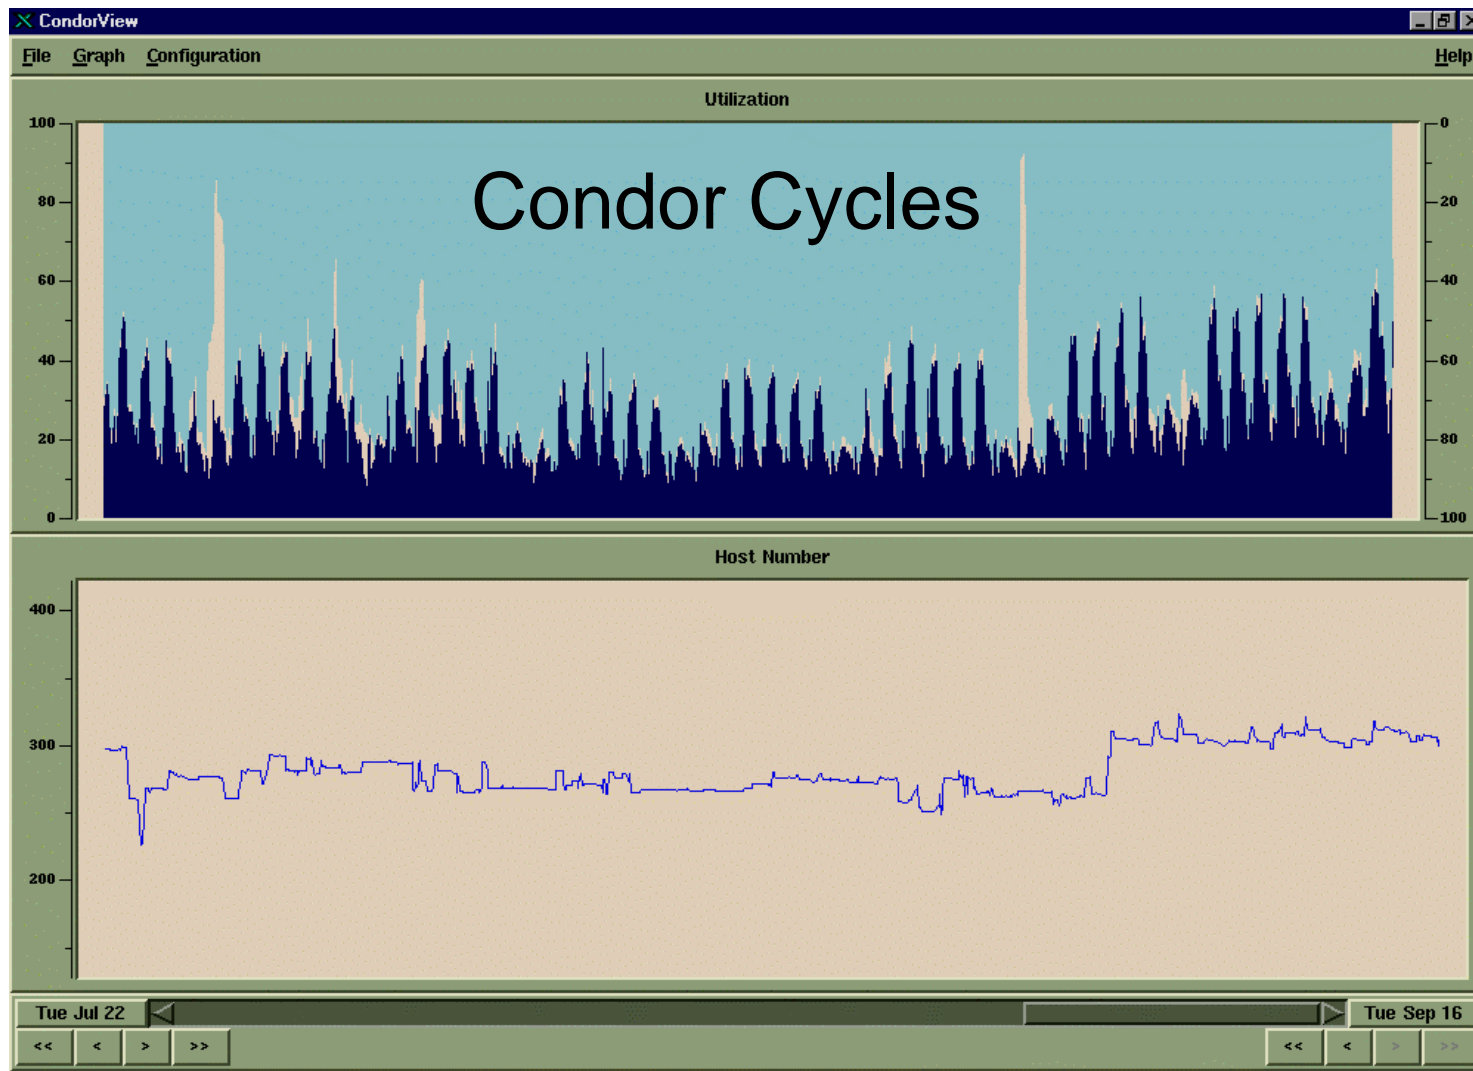 CondorView
File Graph Configuration Help
Utilization
100 0
Condor Cycles
80 20
60 40
40 60
20 80
0 100
Host Number
400
300
200
Tue Jul 22 Tue Sep 16
<< < > >> << < > >>